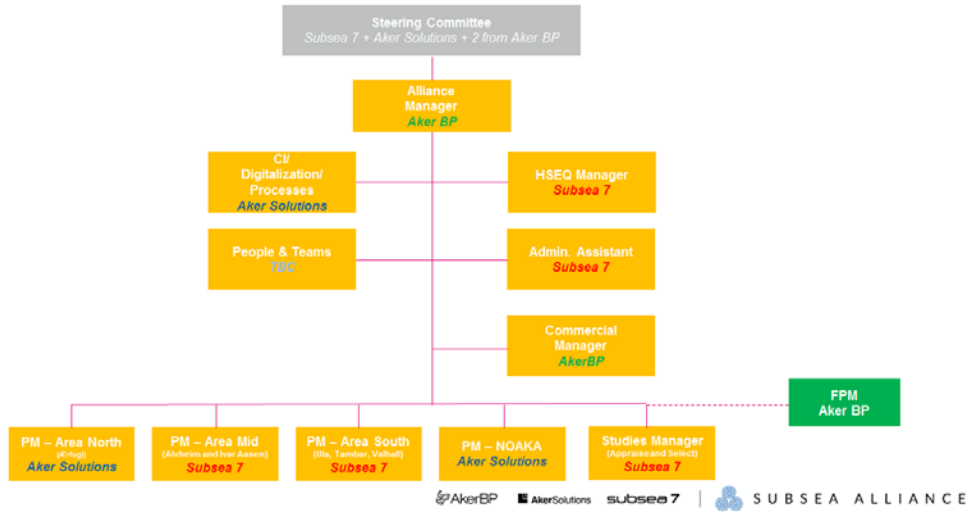 Steering Committee
Subsea 7 + Aker Solutions + 2 from Aker BP
Alliance
Manager
Aker BP
CI/
Digitalization/
Processes
Aker Solutions
HSEQ Manager
Subsea 7
People & Teams
TBC
Admin. Assistant
Subsea 7
Commercial
Manager
AkerBP
FPM
Aker BP
PM – Area North
(Ærfugl)
Aker Solutions
PM – Area Mid
(Alvheim and Ivar Aasen)
Subsea 7
PM – Area South
(Ula, Tambar, Valhall)
Subsea 7
PM – NOAKA
Aker Solutions
Studies Manager
(Appraise and Select)
Subsea 7
AkerBP
AkerSolutions
subsea 7
SUBSEA ALLIANCE